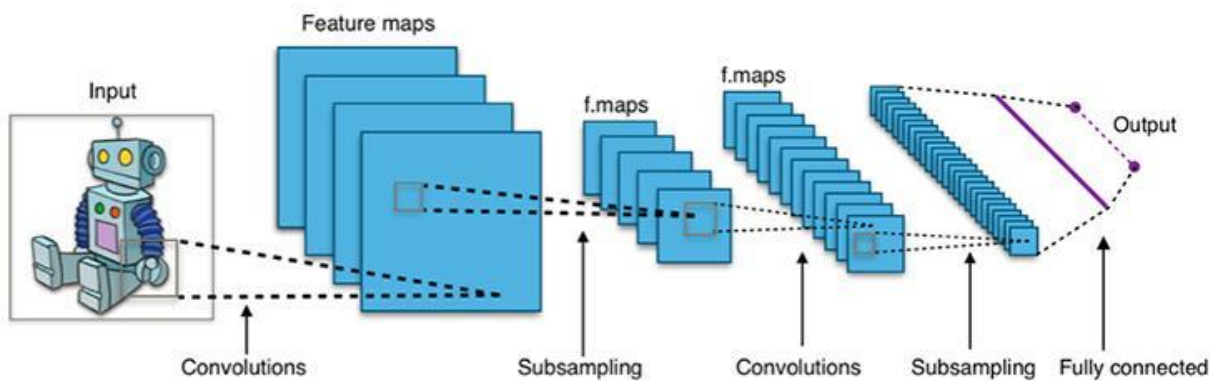 Feature maps
Input
f.maps
f.maps
Output
Convolutions
Subsampling
Convolutions
Subsampling
Fully connected